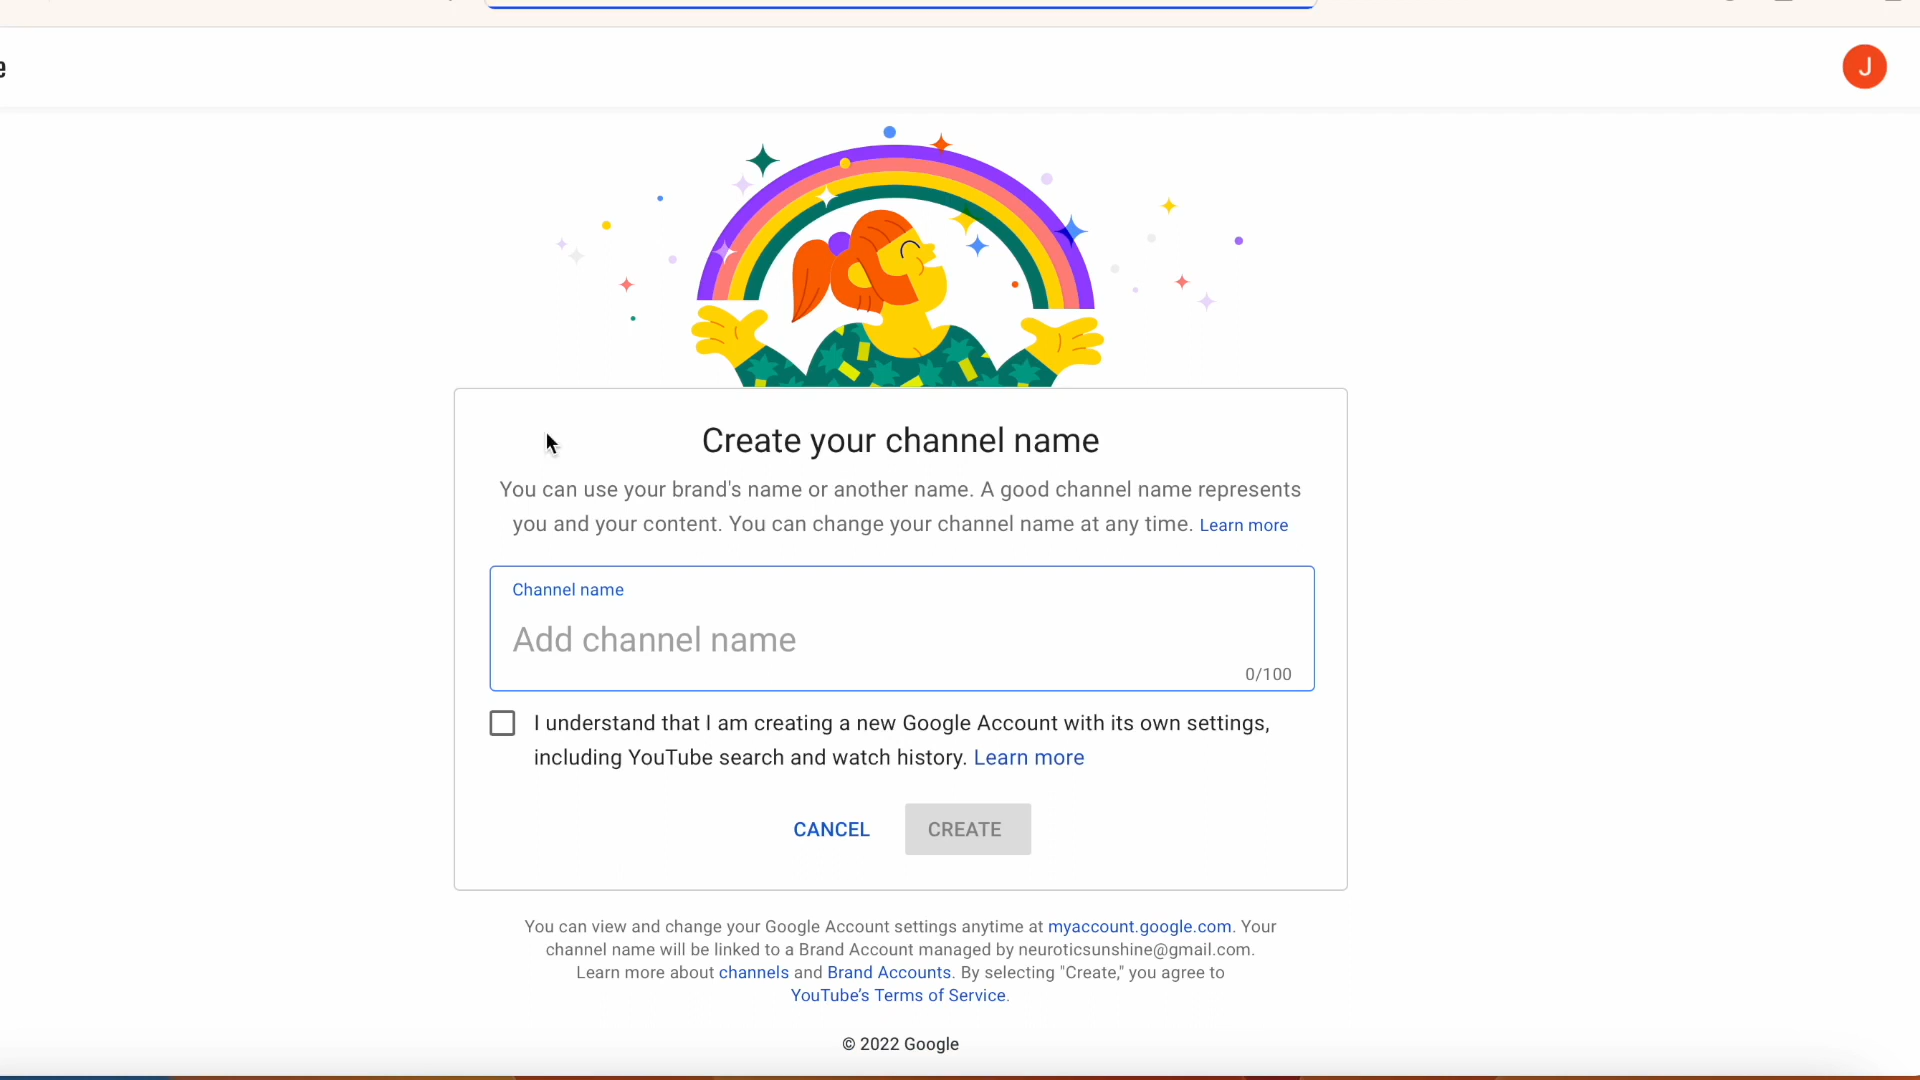 e
J
Create your channel name
You can use your brand's name or another name. A good channel name represents
you and your content. You can change your channel name at any time. Learn more
Channel name
Add channel name
0/100
I understand that I am creating a new Google Account with its own settings,
including YouTube search and watch history. Learn more
CANCEL CREATE
You can view and change your Google Account settings anytime at myaccount.google.com. Your
channel name will be linked to a Brand Account managed by neuroticsunshine@gmail.com.
Learn more about channels and Brand Accounts. By selecting "Create," you agree to
YouTube's Terms of Service.
© 2022 Google